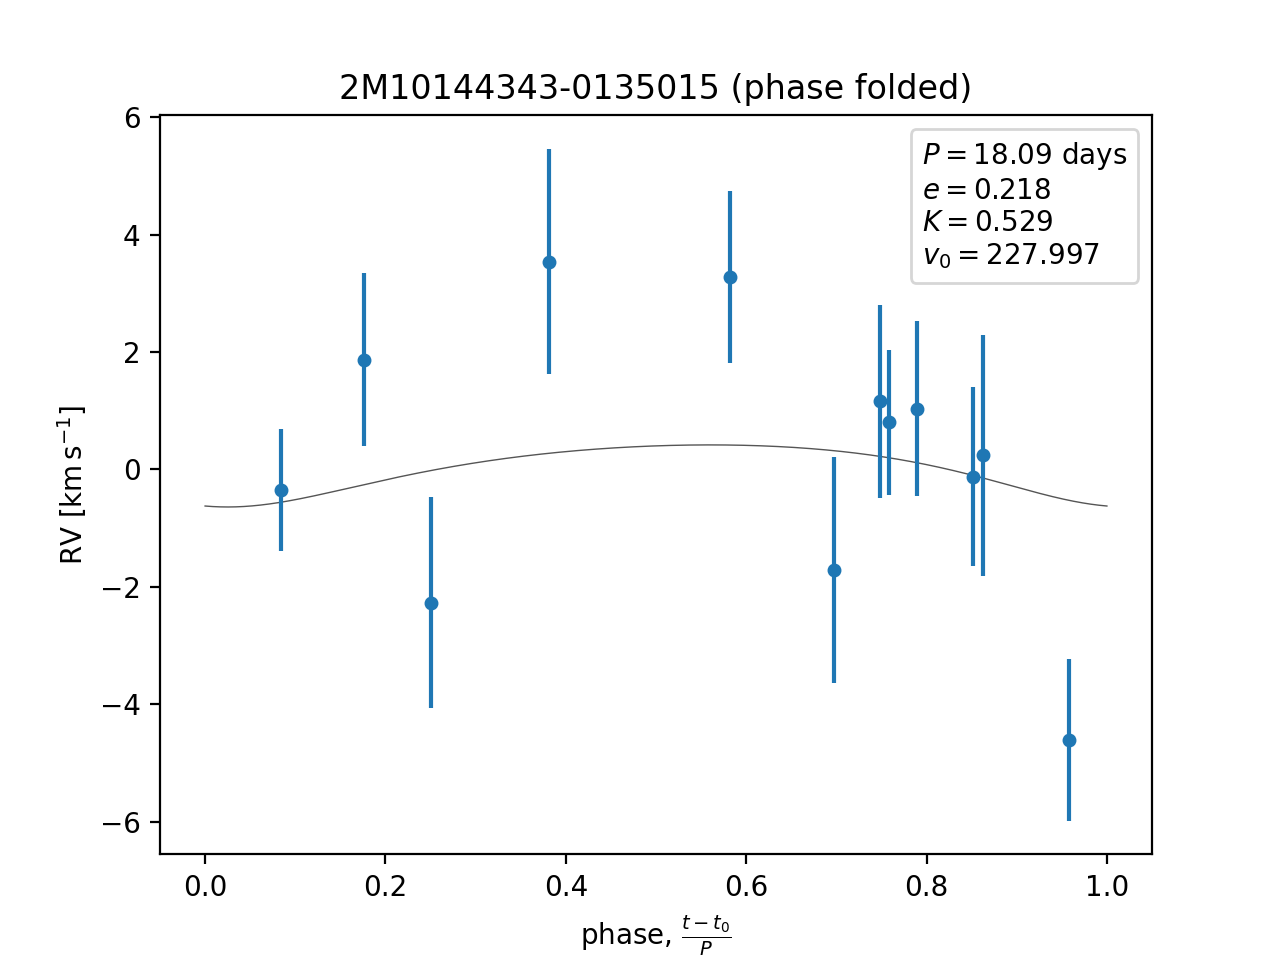 2M10144343-0135015 (phase folded)
P = 18.09 days
e = 0.218
K = 0.529
v₀ = 227.997
RV [km s⁻¹]
6
4
2
0
−2
−4
−6
0.0 0.2 0.4 0.6 0.8 1.0
phase, (t − t₀)/P